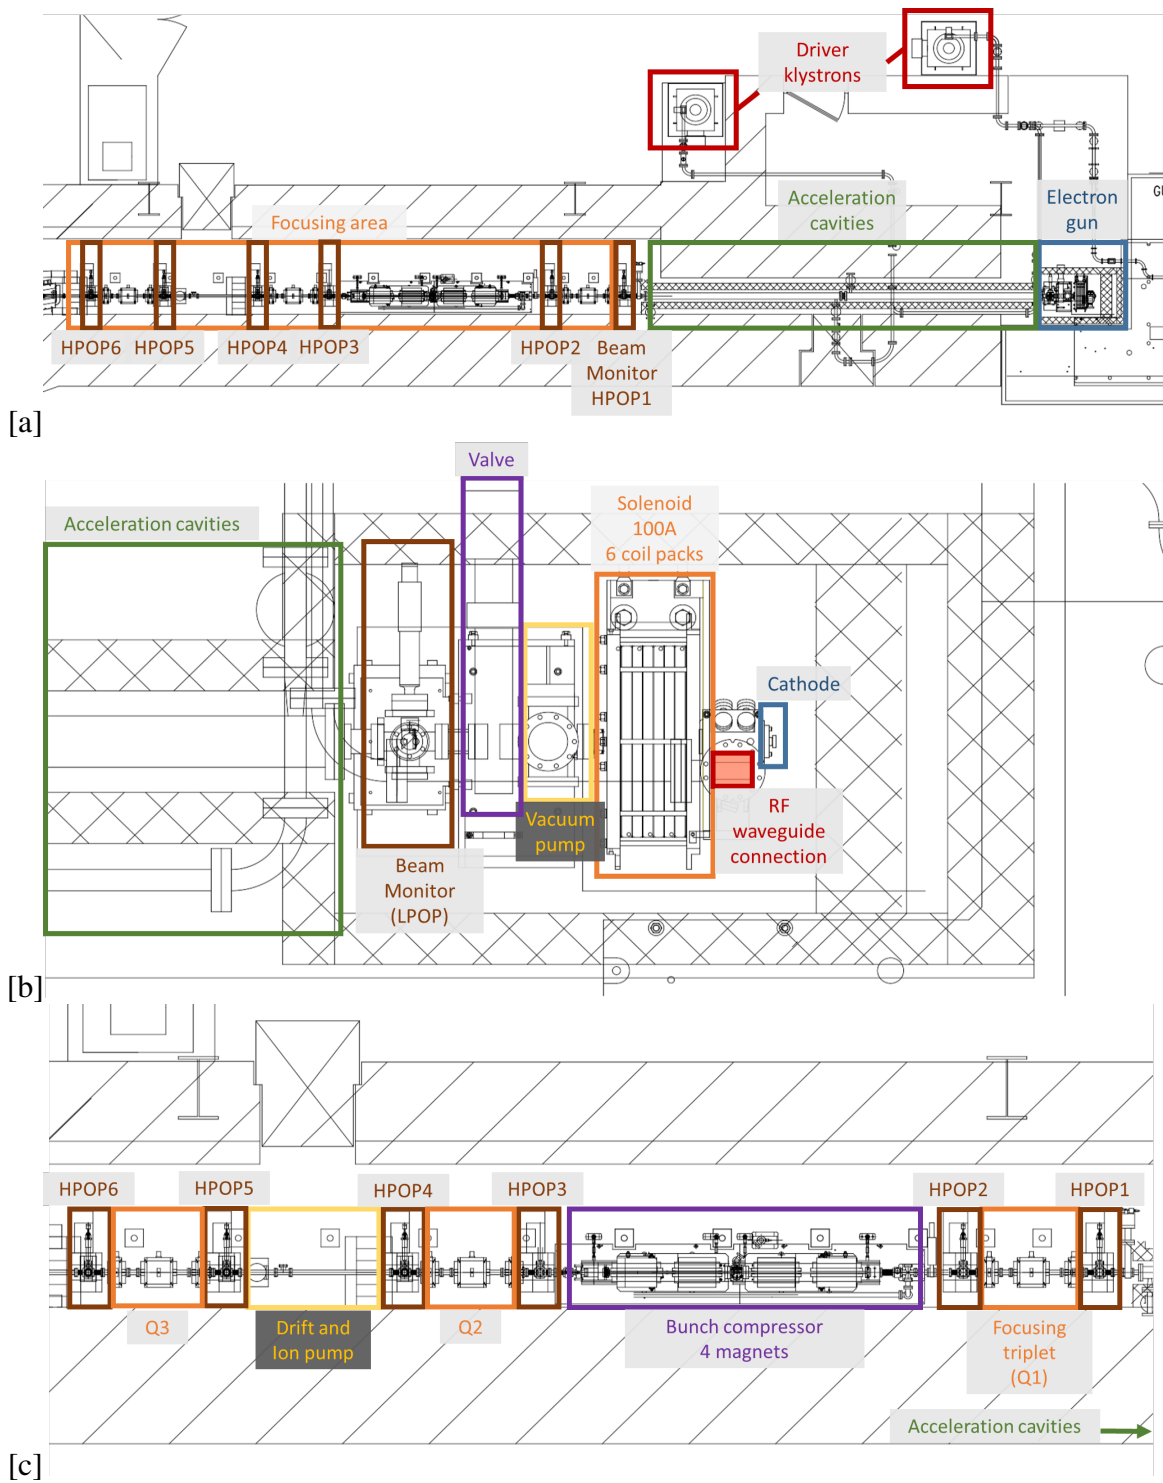 Driver
klystrons
Acceleration
cavities
Electron
gun
Focusing area
HPOP6
HPOP5
HPOP4
HPOP3
HPOP2
Beam
Monitor
HPOP1
[a]
Valve
Acceleration cavities
Solenoid
100A
6 coil packs
Cathode
Vacuum
pump
RF
waveguide
connection
Beam
Monitor
(LPOP)
[b]
HPOP6
HPOP5
HPOP4
HPOP3
HPOP2
HPOP1
Q3
Drift and
Ion pump
Q2
Bunch compressor
4 magnets
Focusing
triplet
(Q1)
Acceleration cavities
[c]